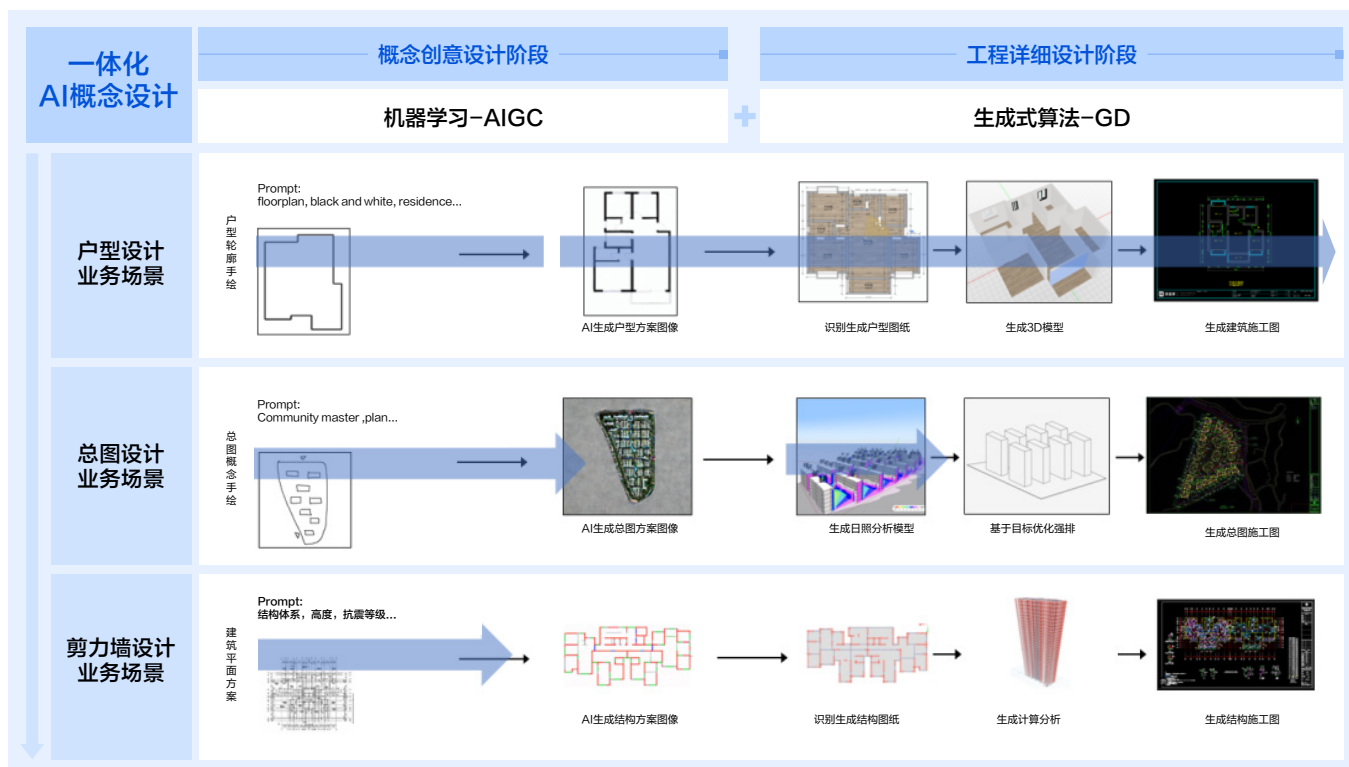 一体化
AI概念设计
概念创意设计阶段
工程详细设计阶段
机器学习-AIGC
+
生成式算法-GD
户型设计
业务场景
户型轮廓手绘
Prompt:
floorplan, black and white, residence...
AI生成户型方案图像
识别生成户型图纸
生成3D模型
生成建筑施工图
总图设计
业务场景
总图概念手绘
Prompt:
Community master ,plan...
AI生成总图方案图像
生成日照分析模型
基于目标优化强排
生成总图施工图
剪力墙设计
业务场景
建筑平面方案
Prompt:
结构体系，高度，抗震等级...
AI生成结构方案图像
识别生成结构图纸
生成计算分析
生成结构施工图